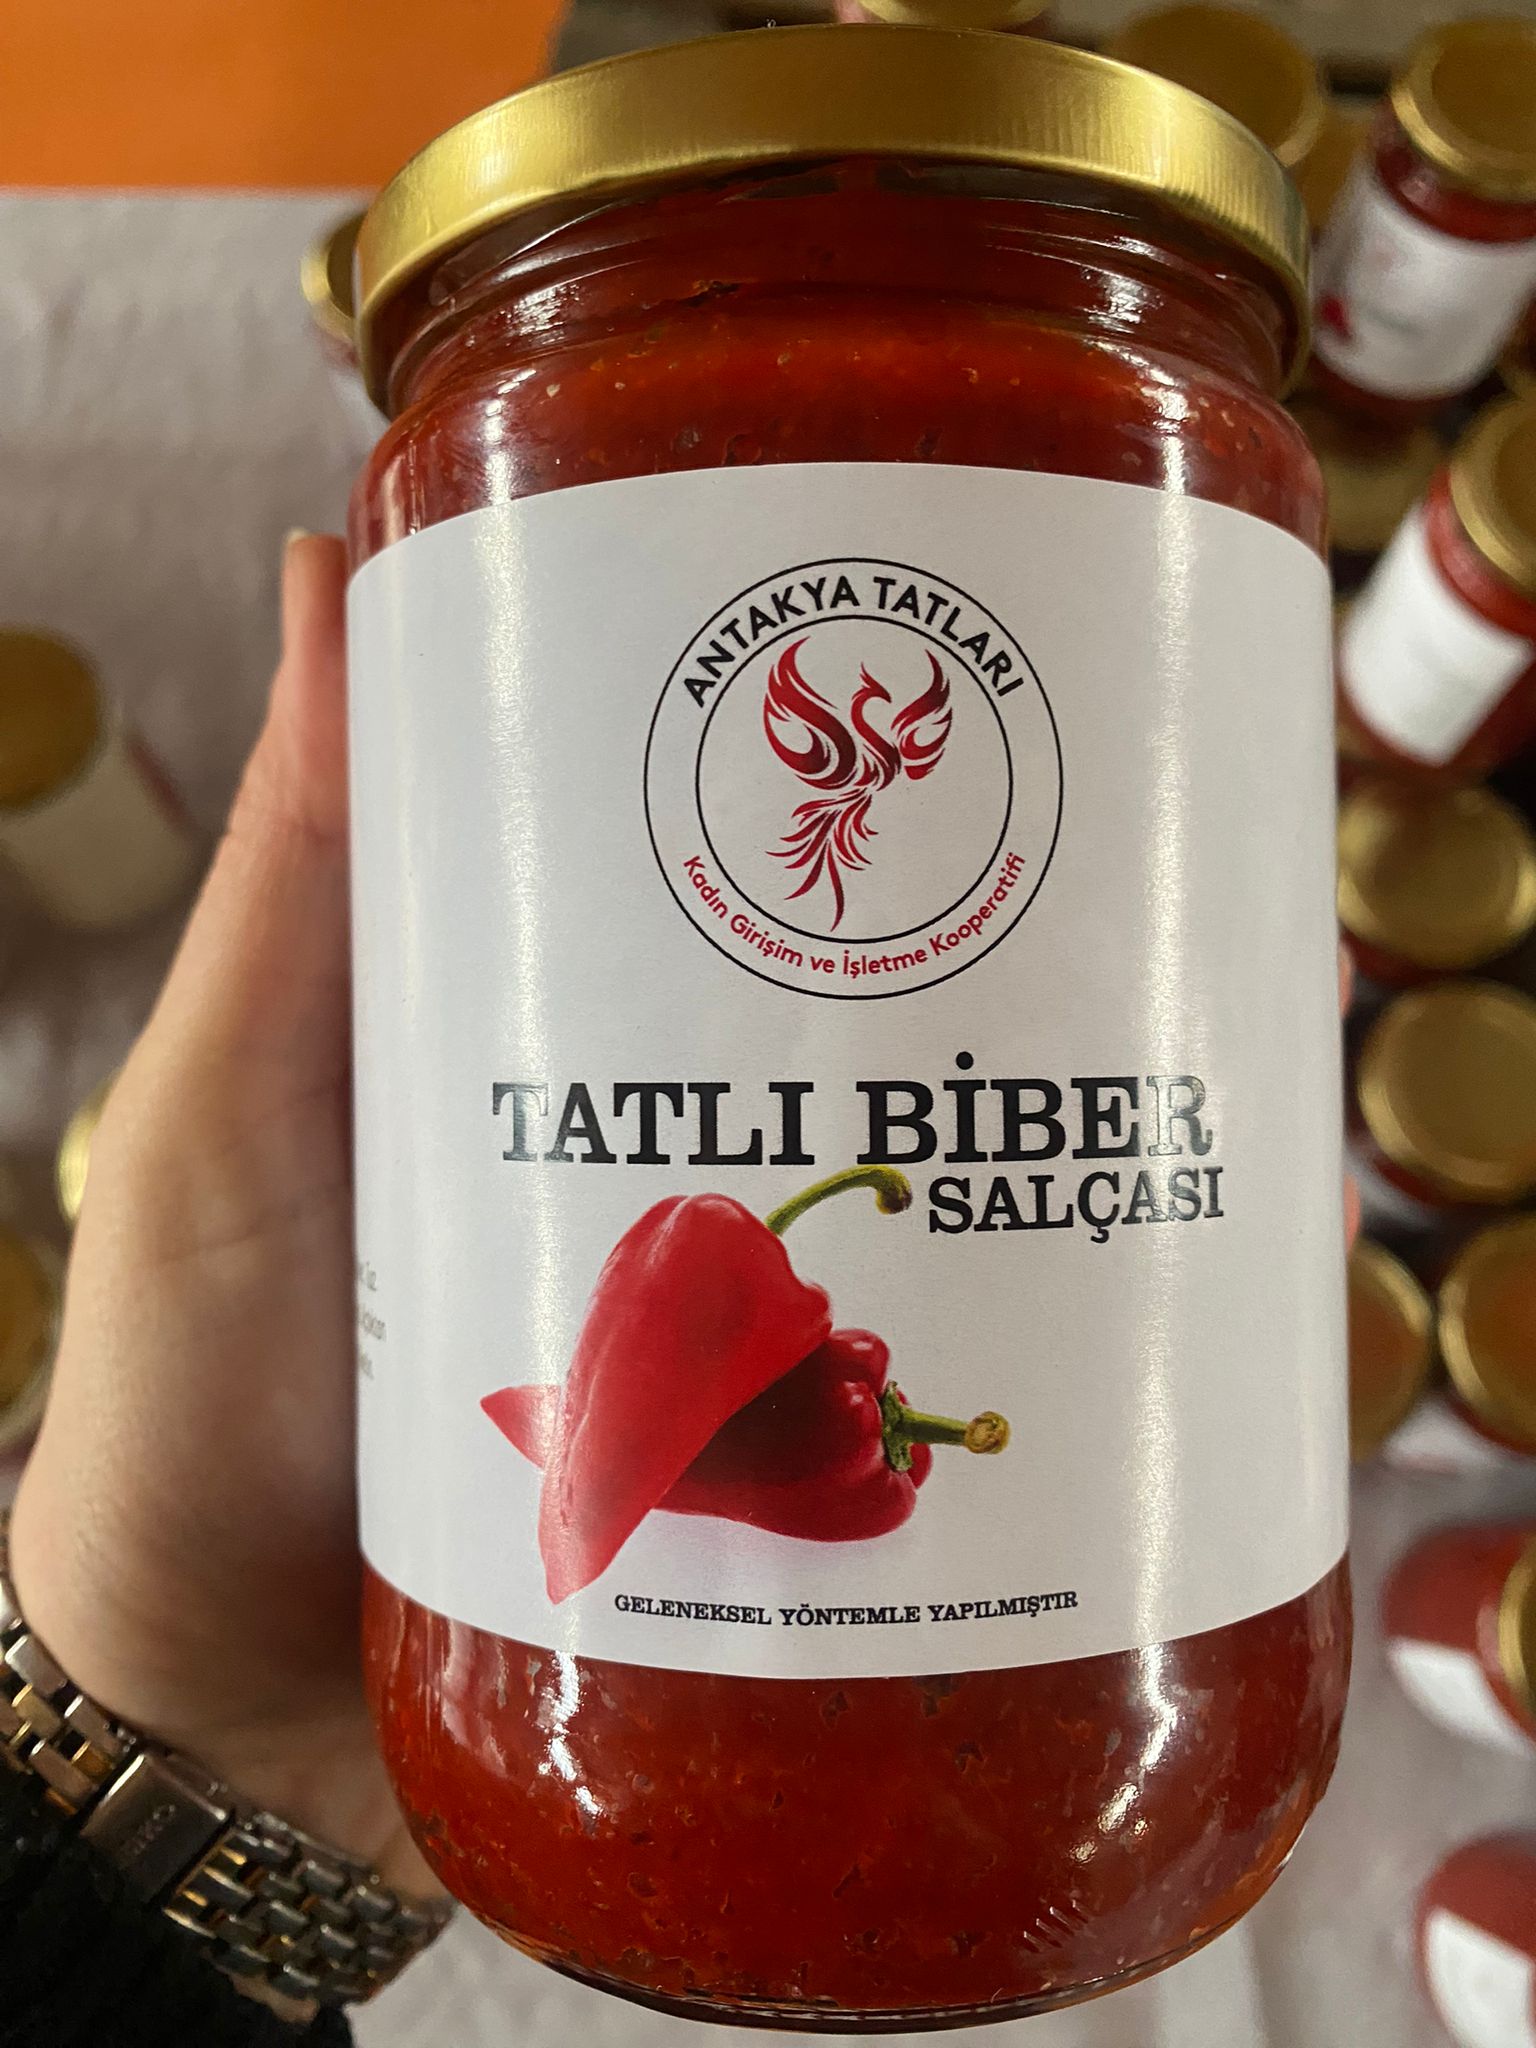 ANTAKYA TATLARI
Kadın Girişim ve İşletme Kooperatifi
TATLI BİBER
SALÇASI
GELENEKSEL YÖNTEMLE YAPILMIŞTIR